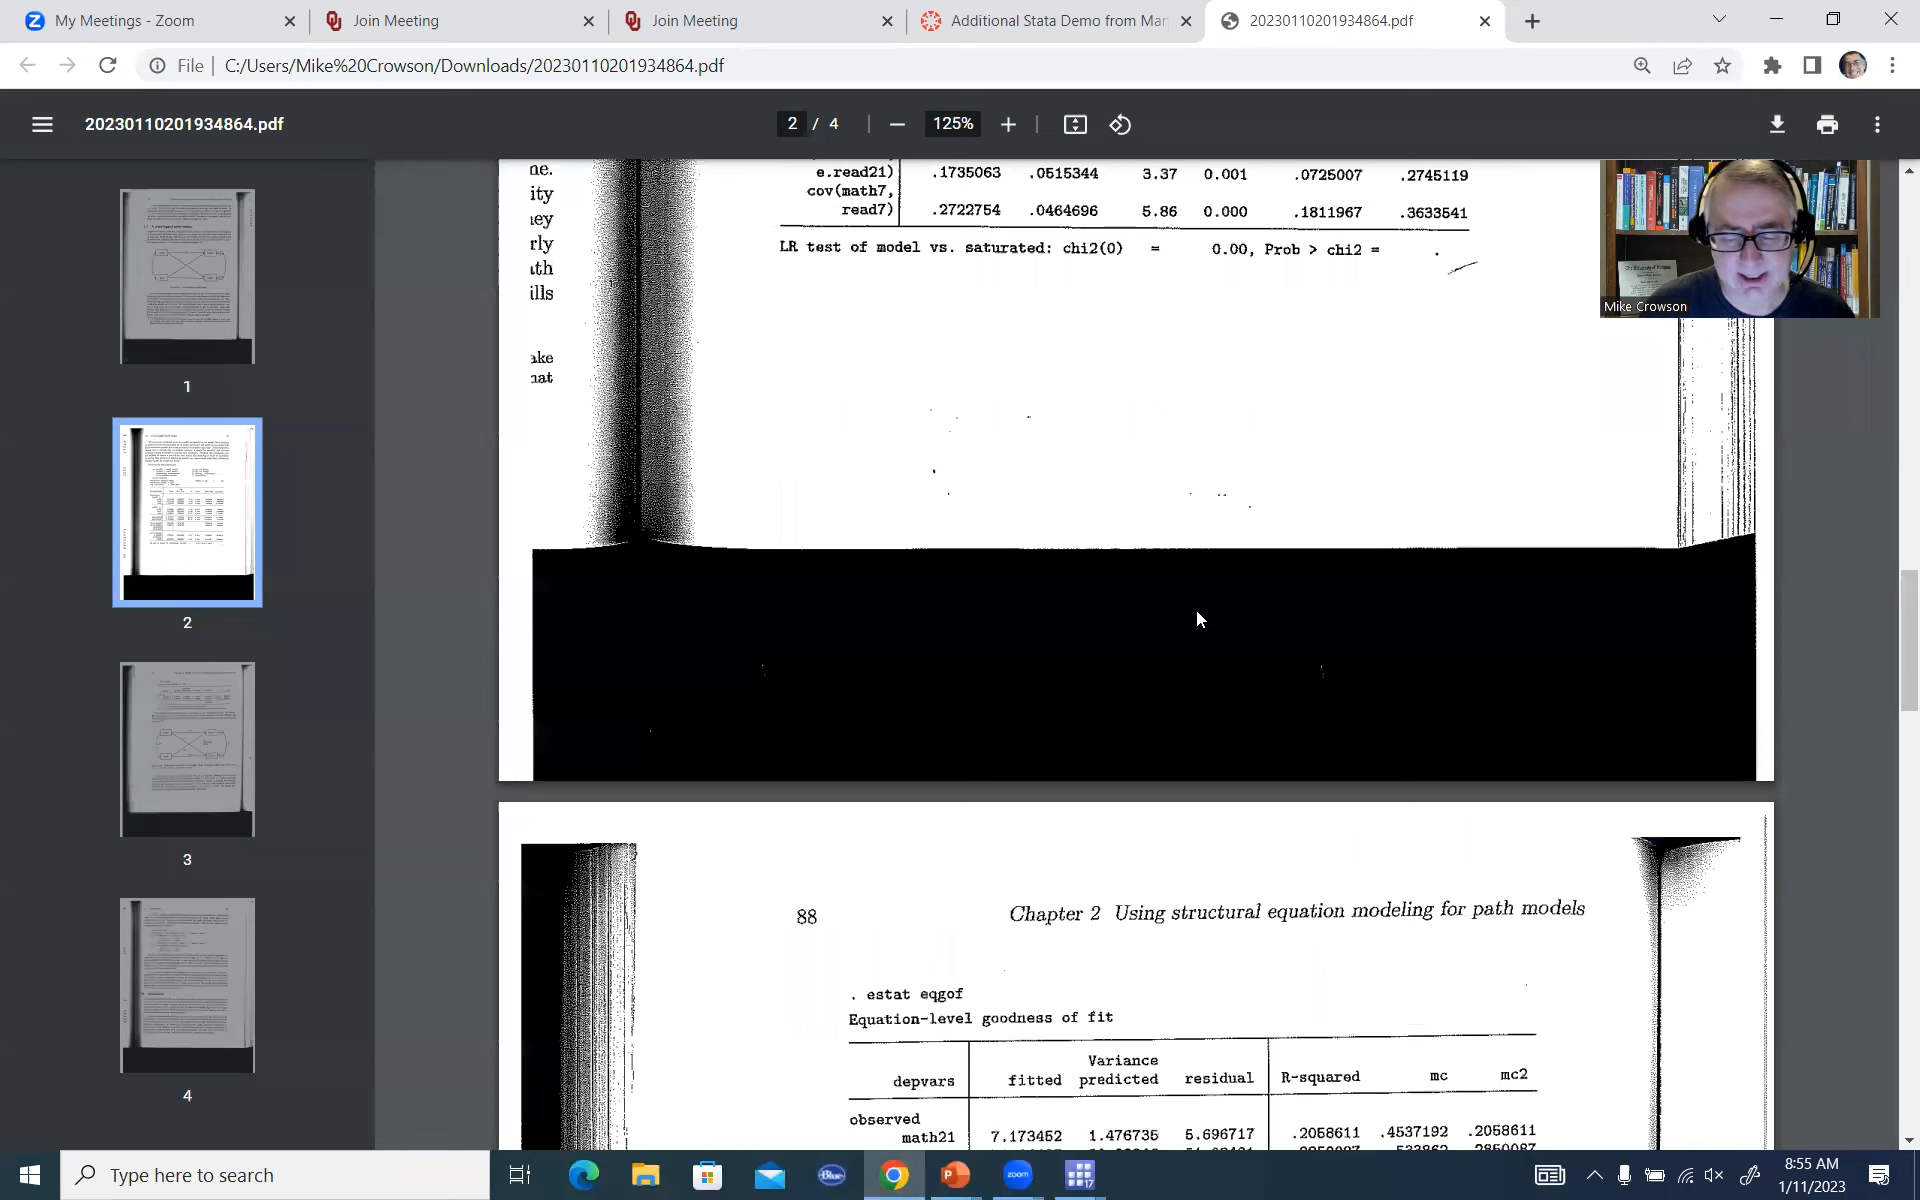 My Meetings - Zoom
Join Meeting
Join Meeting
Additional Stata Demo from Mar
20230110201934864.pdf
File | C:/Users/Mike%20Crowson/Downloads/20230110201934864.pdf
20230110201934864.pdf
2 / 4
125%
ne.
ity
ey
rly
ath
ills
ake
nat
e.read21) .1735063 .0515344 3.37 0.001 .0725007 .2745119
cov(math7,
read7) .2722754 .0464696 5.86 0.000 .1811967 .3633541
LR test of model vs. saturated: chi2(0) = 0.00, Prob > chi2 = .
Mike Crowson
1
2
3
4
88 Chapter 2 Using structural equation modeling for path models
. estat eqgof
Equation-level goodness of fit
Variance
depvars fitted predicted residual R-squared mc mc2
observed
math21 7.173452 1.476735 5.696717 .2058611 .4537192 .2058611
Type here to search
Blue
zoom
17
8:55 AM
1/11/2023